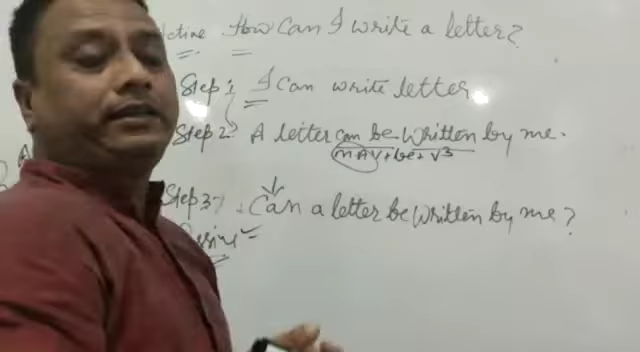 ctive How Can I write a letter?
Step 1 I Can write letter
Step 2 A letter can be written by me.
MAV+be+V3
Step 3 Can a letter be written by me?